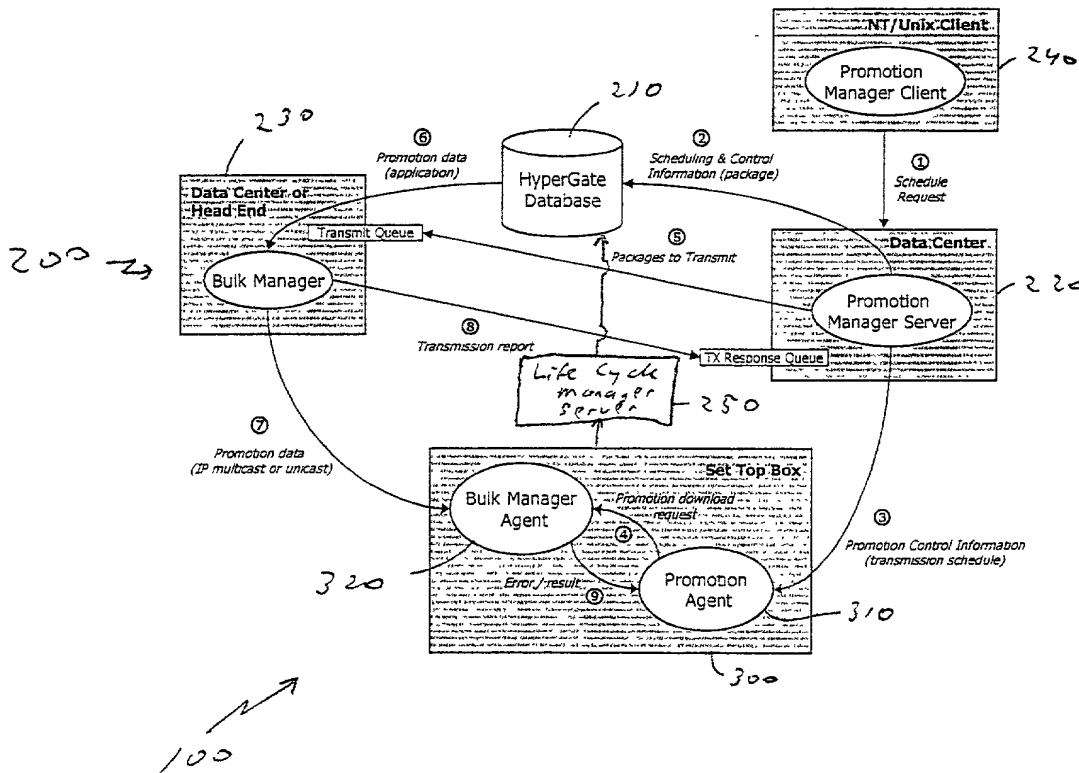 NT/Unix Client
Promotion
Manager Client
240
①
Schedule
Request
210
HyperGate
Database
②
Scheduling & Control
Information (package)
230
⑥
Promotion data
(application)
Data Center or
Head End
Transmit Queue
Bulk Manager
200
⑤
Packages to Transmit
Data Center
Promotion
Manager Server
TX Response Queue
220
⑧
Transmission report
Life Cycle
Manager
Server
250
⑦
Promotion data
(IP multicast or unicast)
Set Top Box
Bulk Manager
Agent
Promotion download
request
④
③
Promotion Control Information
(transmission schedule)
320
Error / result
⑨
Promotion
Agent
310
300
100